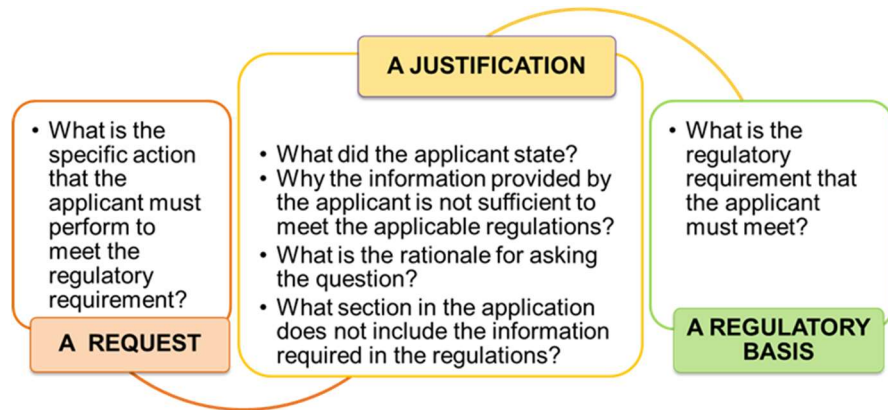 • What is the
specific action
that the
applicant must
perform to
meet the
regulatory
requirement?
A REQUEST
A JUSTIFICATION
• What did the applicant state?
• Why the information provided by
the applicant is not sufficient to
meet the applicable regulations?
• What is the rationale for asking
the question?
• What section in the application
does not include the information
required in the regulations?
• What is the
regulatory
requirement that
the applicant
must meet?
A REGULATORY
BASIS